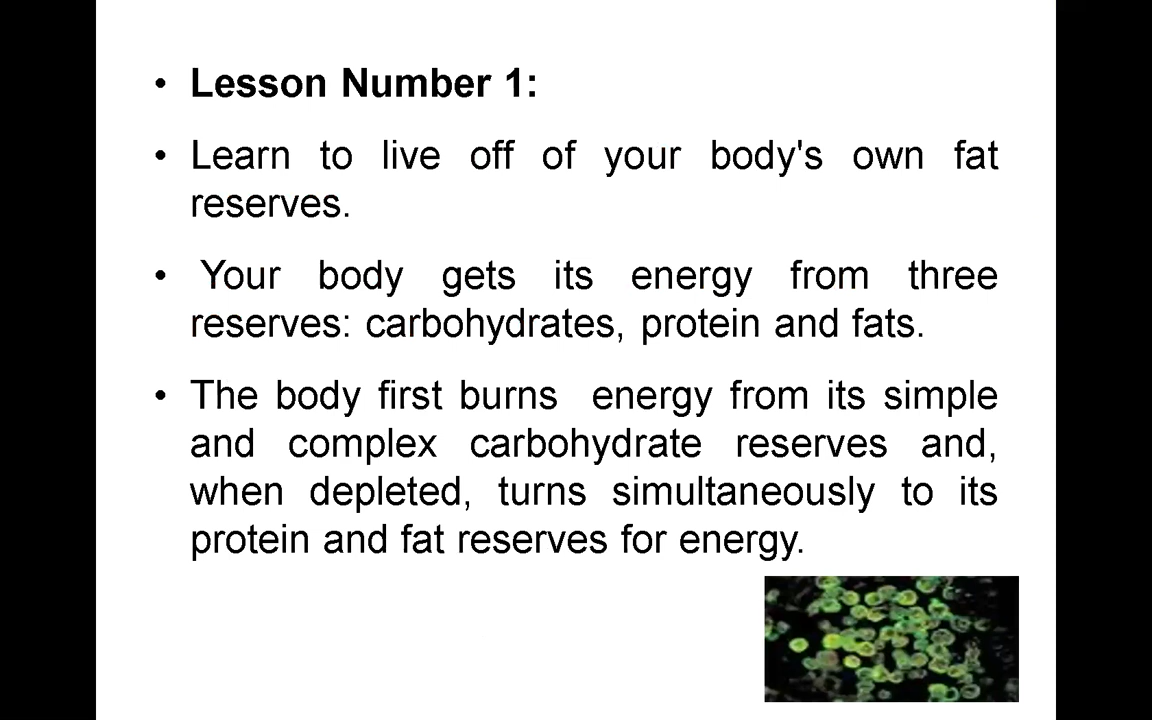 • Lesson Number 1:
• Learn to live off of your body's own fat
reserves.
• Your body gets its energy from three
reserves: carbohydrates, protein and fats.
• The body first burns energy from its simple
and complex carbohydrate reserves and,
when depleted, turns simultaneously to its
protein and fat reserves for energy.